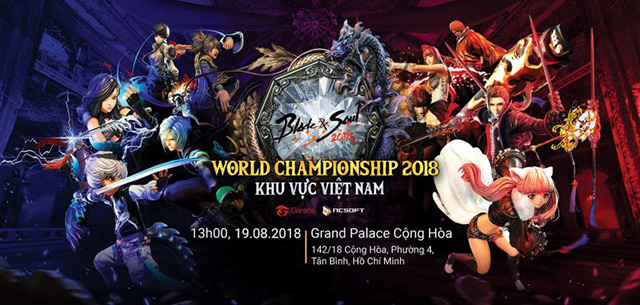 Blade & Soul
2018
WORLD CHAMPIONSHIP 2018
KHU VỰC VIỆT NAM
Garena NCSOFT
13h00, 19.08.2018
Grand Palace Cộng Hòa
142/18 Cộng Hòa, Phường 4,
Tân Bình, Hồ Chí Minh